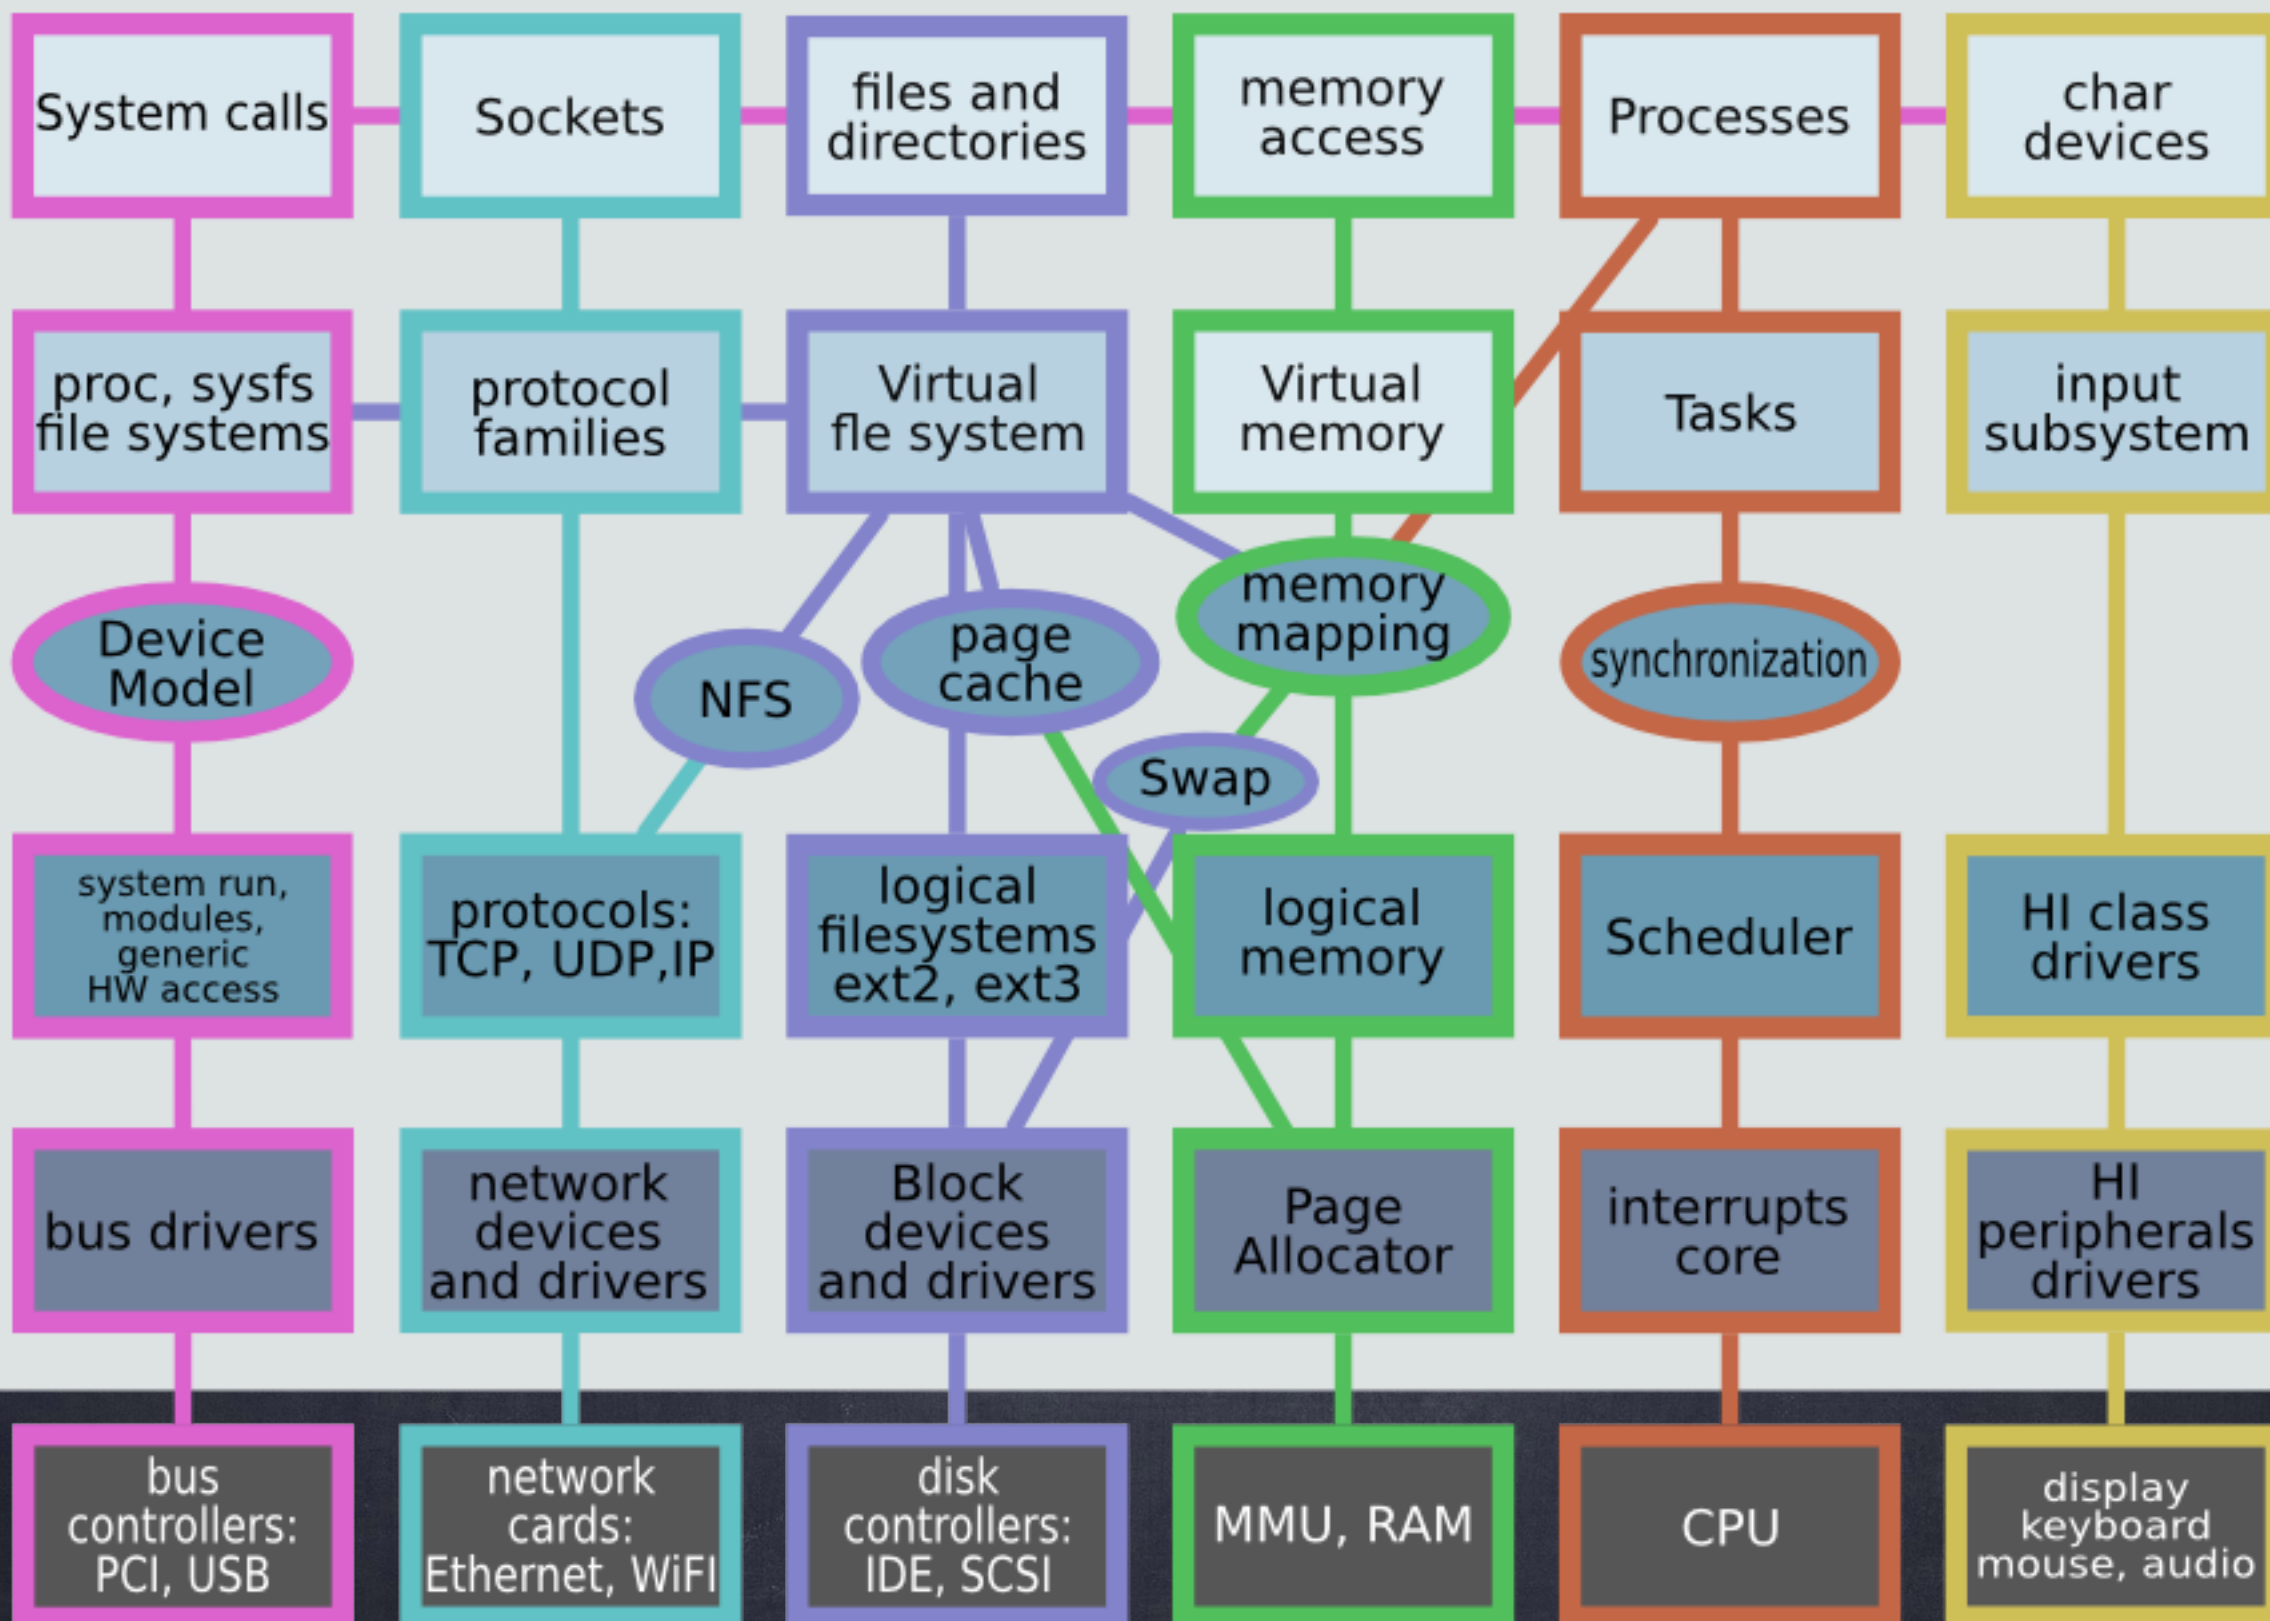 System calls
Sockets
files and
directories
memory
access
Processes
char
devices
proc, sysfs
file systems
protocol
families
Virtual
fle system
Virtual
memory
Tasks
input
subsystem
Device
Model
NFS
page
cache
memory
mapping
Swap
synchronization
system run,
modules,
generic
HW access
protocols:
TCP, UDP,IP
logical
filesystems
ext2, ext3
logical
memory
Scheduler
HI class
drivers
bus drivers
network
devices
and drivers
Block
devices
and drivers
Page
Allocator
interrupts
core
HI
peripherals
drivers
bus
controllers:
PCI, USB
network
cards:
Ethernet, WiFI
disk
controllers:
IDE, SCSI
MMU, RAM
CPU
display
keyboard
mouse, audio